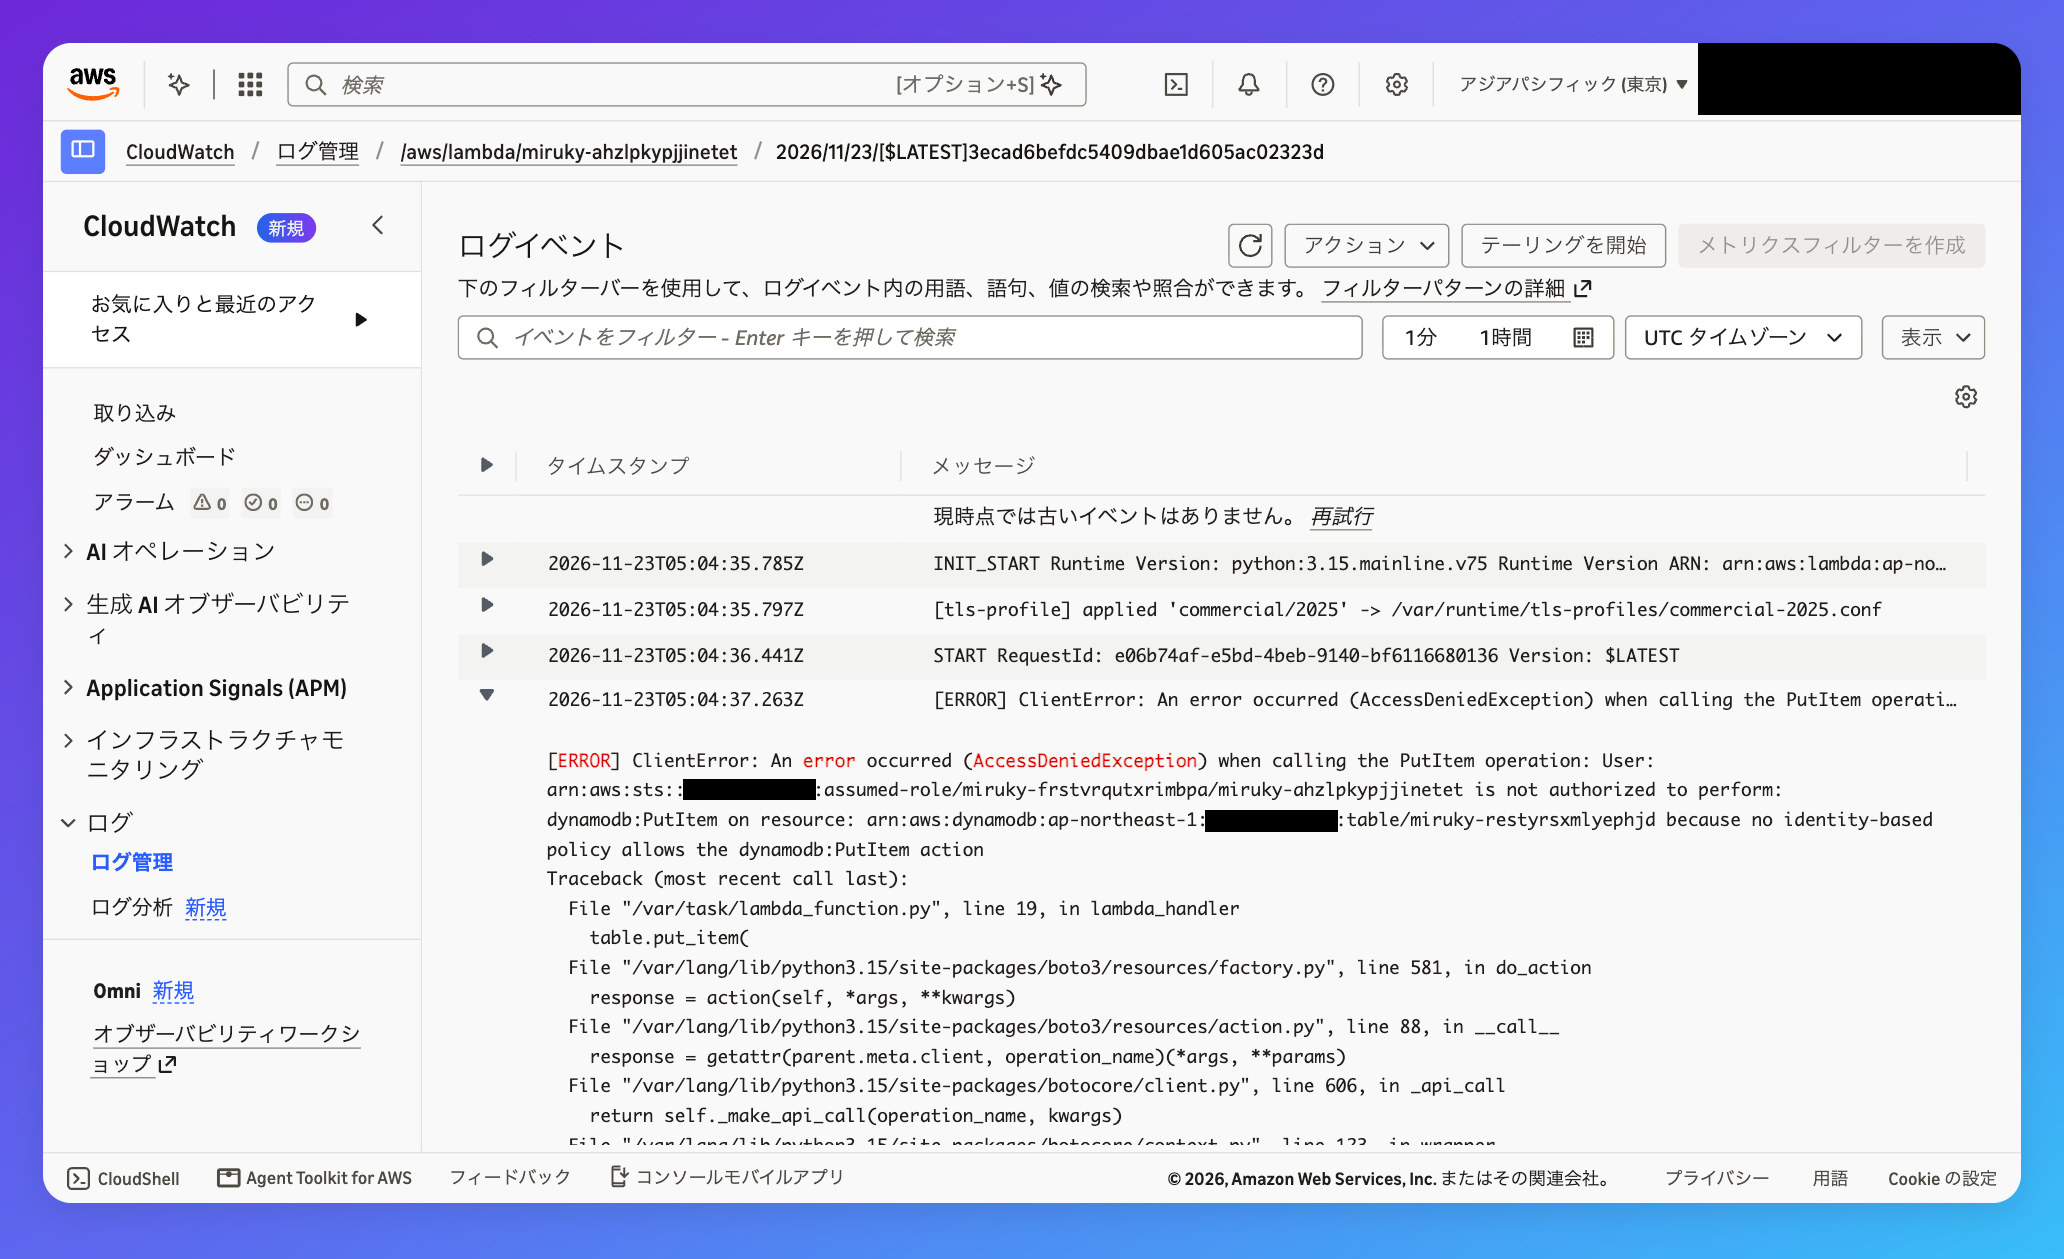 aws
検索
[オプション+S]
アジアパシフィック (東京) ▼
CloudWatch / ログ管理 / /aws/lambda/miruky-ahzlpkypjjinetet / 2026/11/23/[$LATEST]3ecad6befdc5409dbae1d605ac02323d
CloudWatch 新規
お気に入りと最近のアク
セス
取り込み
ダッシュボード
アラーム 0 0 0
AI オペレーション
生成 AI オブザーバビリテ
ィ
Application Signals (APM)
インフラストラクチャモ
ニタリング
ログ
ログ管理
ログ分析 新規
Omni 新規
オブザーバビリティワークシ
ョップ
ログイベント
アクション
テーリングを開始
メトリクスフィルターを作成
下のフィルターバーを使用して、ログイベント内の用語、語句、値の検索や照合ができます。 フィルターパターンの詳細
イベントをフィルター - Enter キーを押して検索
1分 1時間
UTC タイムゾーン
表示
タイムスタンプ メッセージ
現時点では古いイベントはありません。 再試行
2026-11-23T05:04:35.785Z INIT_START Runtime Version: python:3.15.mainline.v75 Runtime Version ARN: arn:aws:lambda:ap-no…
2026-11-23T05:04:35.797Z [tls-profile] applied 'commercial/2025' -> /var/runtime/tls-profiles/commercial-2025.conf
2026-11-23T05:04:36.441Z START RequestId: e06b74af-e5bd-4beb-9140-bf6116680136 Version: $LATEST
2026-11-23T05:04:37.263Z [ERROR] ClientError: An error occurred (AccessDeniedException) when calling the PutItem operati…
[ERROR] ClientError: An error occurred (AccessDeniedException) when calling the PutItem operation: User:
arn:aws:sts:: :assumed-role/miruky-frstvrqutxrimbpa/miruky-ahzlpkypjjinetet is not authorized to perform:
dynamodb:PutItem on resource: arn:aws:dynamodb:ap-northeast-1: :table/miruky-restyrsxmlyephjd because no identity-based
policy allows the dynamodb:PutItem action
Traceback (most recent call last):
File "/var/task/lambda_function.py", line 19, in lambda_handler
table.put_item(
File "/var/lang/lib/python3.15/site-packages/boto3/resources/factory.py", line 581, in do_action
response = action(self, *args, **kwargs)
File "/var/lang/lib/python3.15/site-packages/boto3/resources/action.py", line 88, in __call__
response = getattr(parent.meta.client, operation_name)(*args, **params)
File "/var/lang/lib/python3.15/site-packages/botocore/client.py", line 606, in _api_call
return self._make_api_call(operation_name, kwargs)
File "/var/lang/lib/python3.15/site-packages/botocore/context.py", line 123, in wrapper
CloudShell
Agent Toolkit for AWS
フィードバック
コンソールモバイルアプリ
© 2026, Amazon Web Services, Inc. またはその関連会社。
プライバシー
用語
Cookie の設定